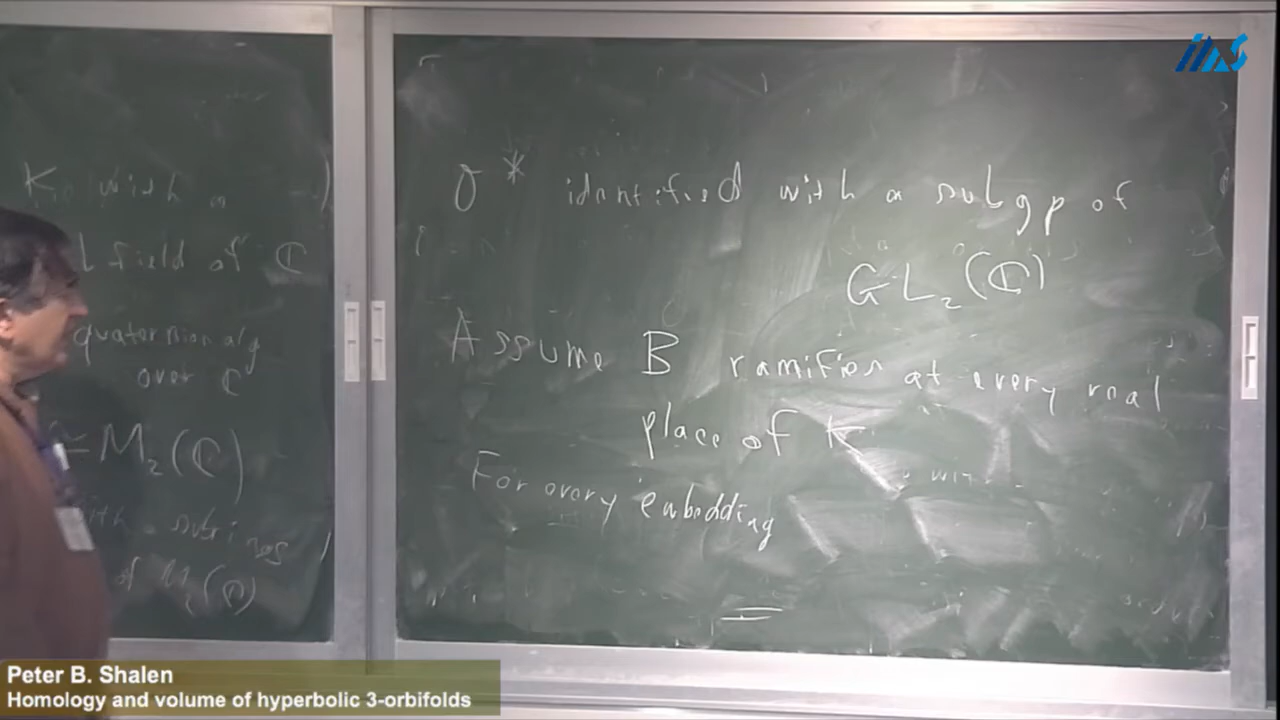 K with a
field of ℂ
quaternion alg
over ℂ
≅ M₂(ℂ)
with subrings
of M₂(ℂ)
O* identified with a subgp of
GL₂(ℂ)
Assume B ramifies at every real
place of K
For every embedding
IMS
Peter B. Shalen
Homology and volume of hyperbolic 3-orbifolds